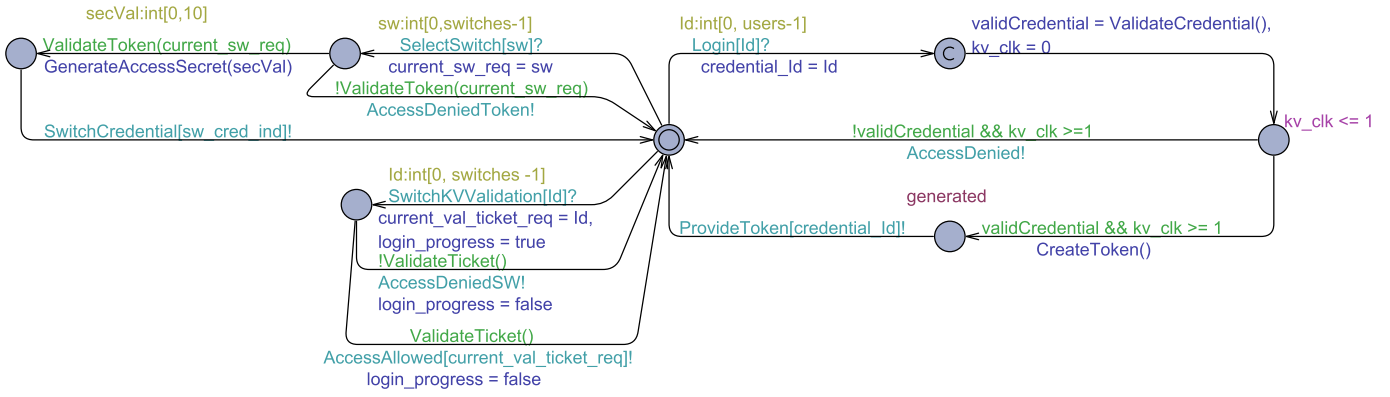 secVal:int[0,10]
ValidateToken(current_sw_req)
GenerateAccessSecret(secVal)
sw:int[0,switches-1]
SelectSwitch[sw]?
current_sw_req = sw
!ValidateToken(current_sw_req)
AccessDeniedToken!
SwitchCredential[sw_cred_ind]!
Id:int[0, users-1]
Login[Id]?
credential_Id = Id
C
validCredential = ValidateCredential(),
kv_clk = 0
kv_clk <= 1
!validCredential && kv_clk >=1
AccessDenied!
generated
ProvideToken[credential_Id]!
validCredential && kv_clk >= 1
CreateToken()
Id:int[0, switches -1]
SwitchKVValidation[Id]?
current_val_ticket_req = Id,
login_progress = true
!ValidateTicket()
AccessDeniedSW!
login_progress = false
ValidateTicket()
AccessAllowed[current_val_ticket_req]!
login_progress = false